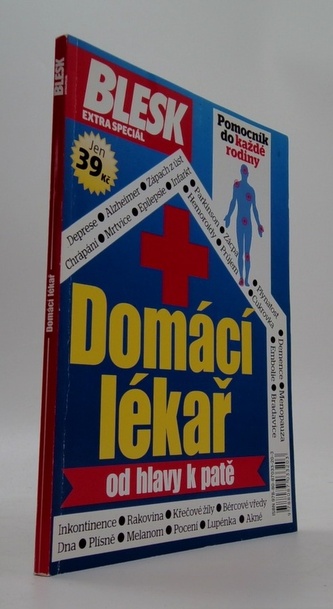 BLESK
EXTRA SPECIÁL
Jen
39 Kč
Pomocník
do každé
rodiny
Deprese • Alzheimer • Zápach z úst
Chrápání • Mrtvice • Epilepsie • Infarkt
Parkinson • Zácpa • Plynatost
Hemoroidy • Průjem • Cukrovka
Demence • Menopauza
Embolie • Bradavice
Domácí
lékař
od hlavy k patě
Inkontinence • Rakovina • Křečové žíly • Bércové vředy
Dna • Plísně • Melanom • Pocení • Lupénka • Akné
Domácí lékař
BLESK